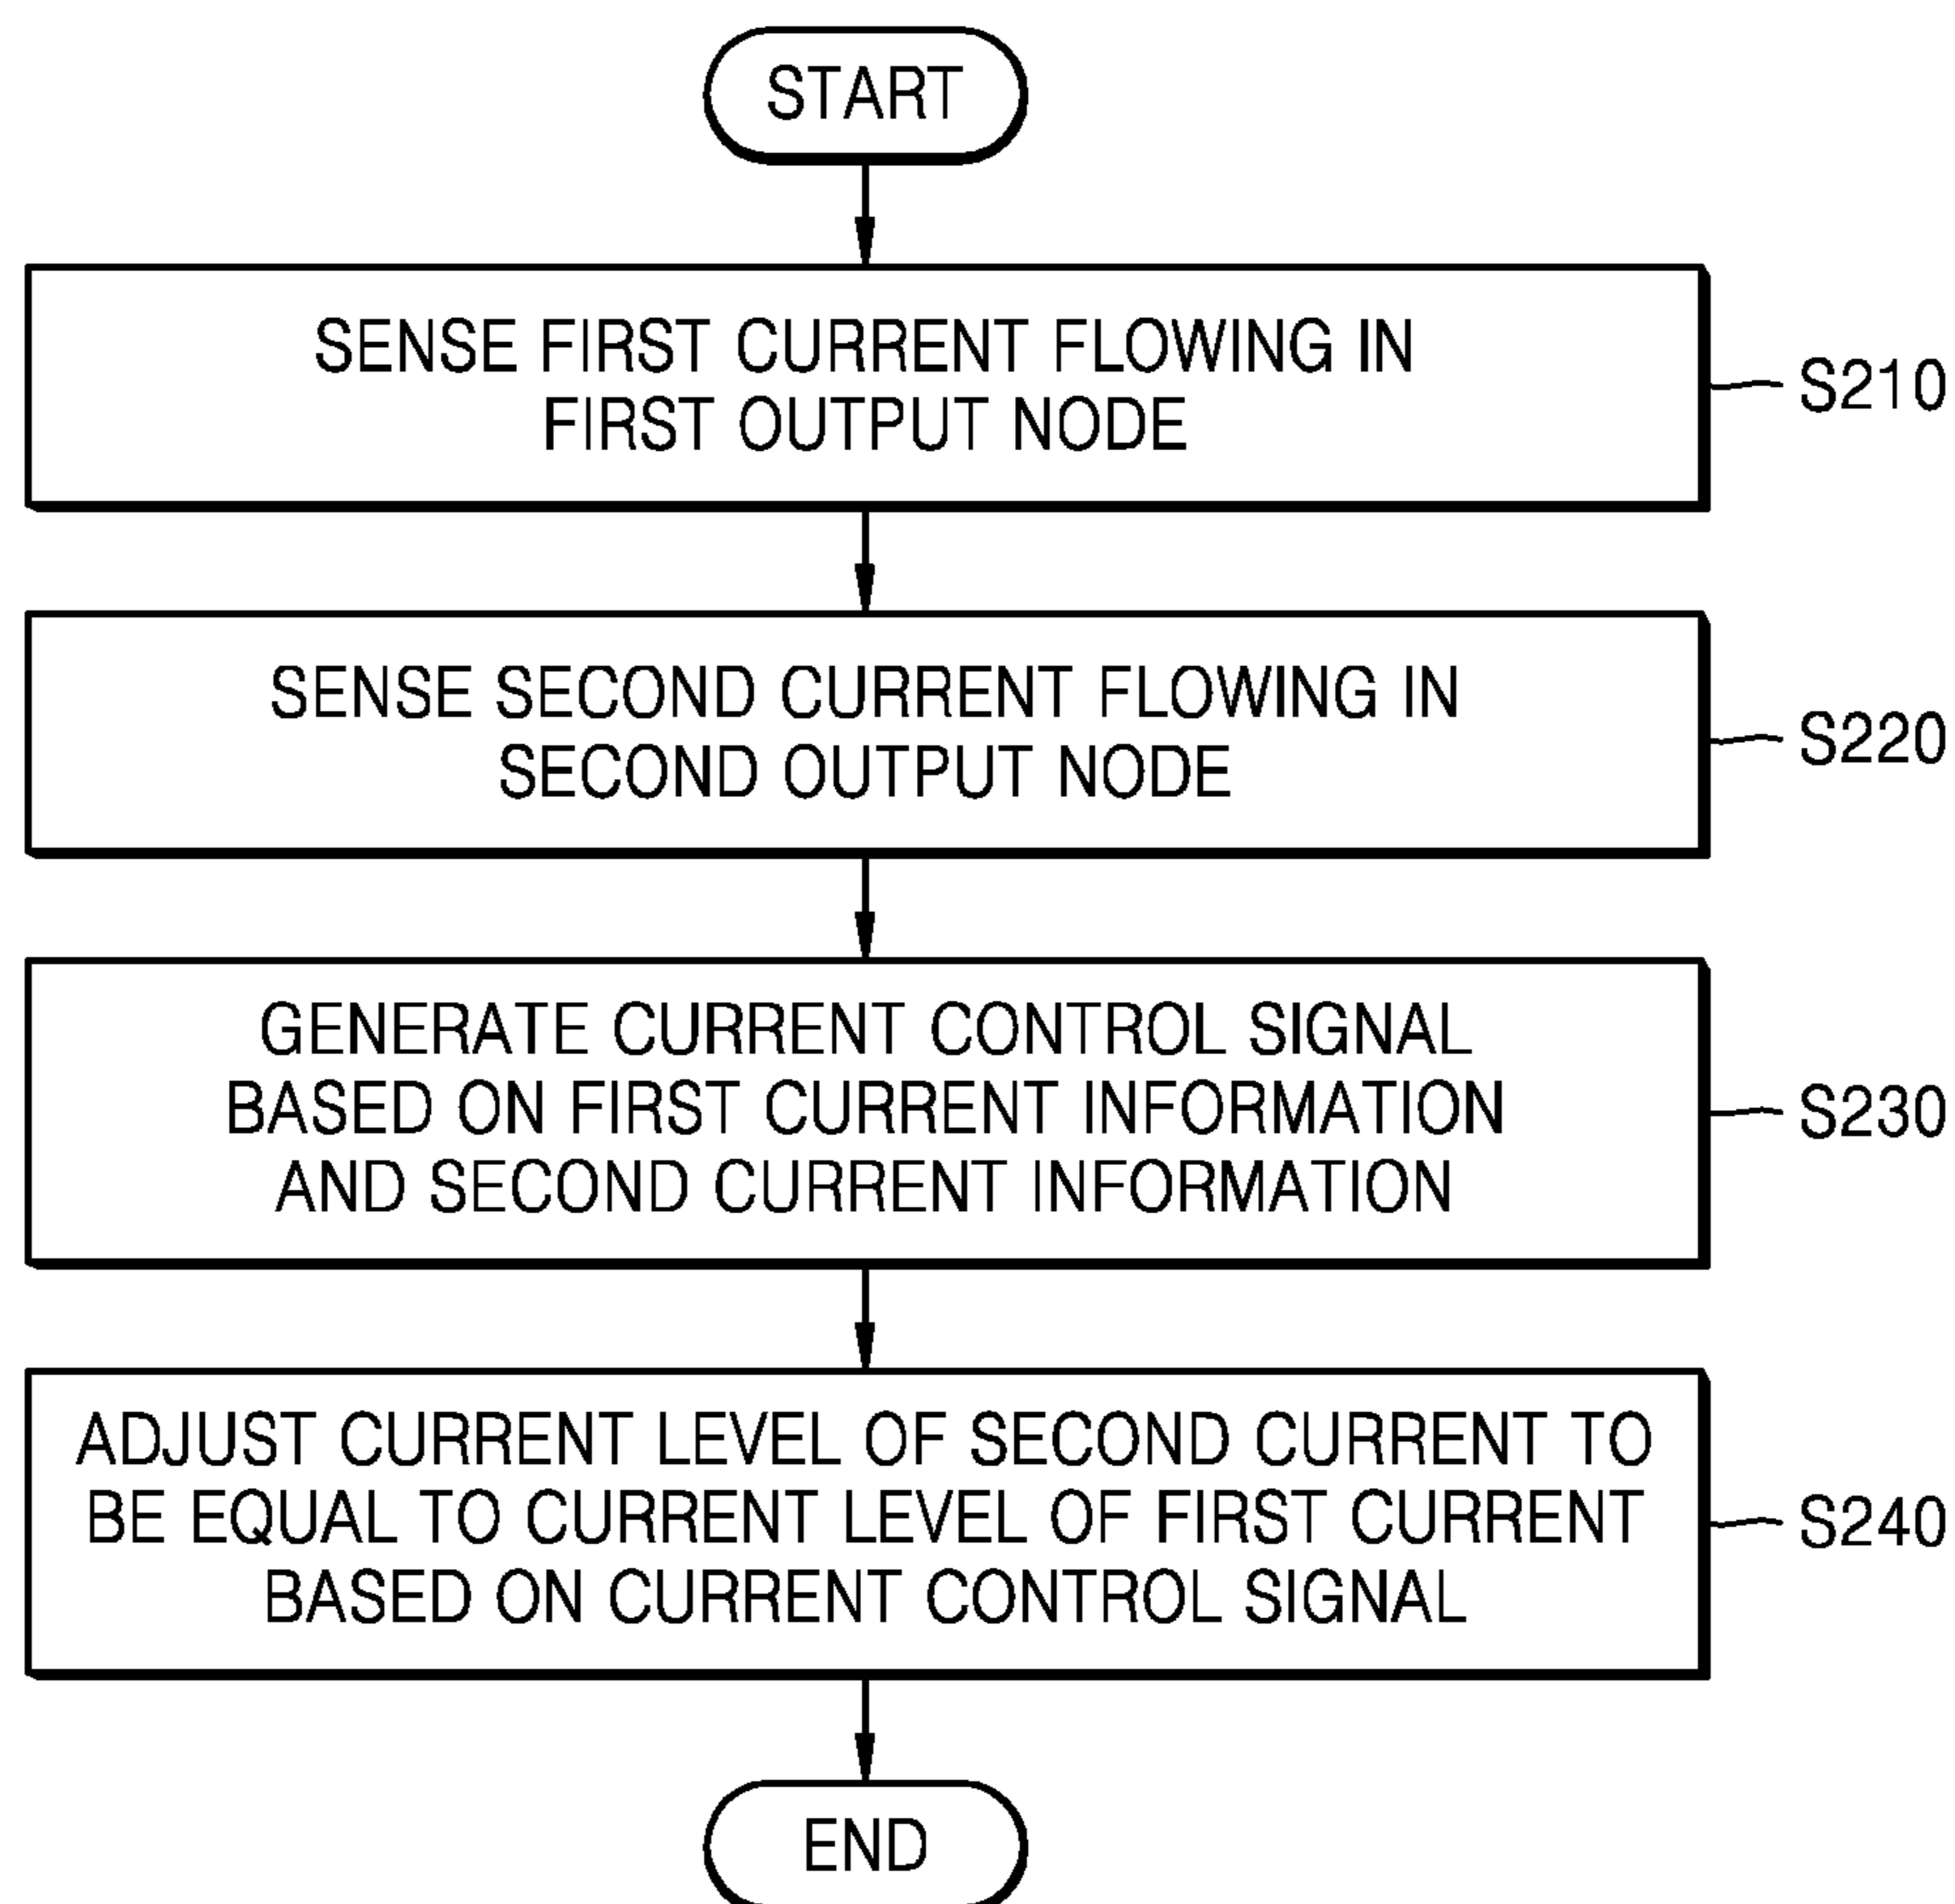 START
SENSE FIRST CURRENT FLOWING IN
FIRST OUTPUT NODE
S210
SENSE SECOND CURRENT FLOWING IN
SECOND OUTPUT NODE
S220
GENERATE CURRENT CONTROL SIGNAL
BASED ON FIRST CURRENT INFORMATION
AND SECOND CURRENT INFORMATION
S230
ADJUST CURRENT LEVEL OF SECOND CURRENT TO
BE EQUAL TO CURRENT LEVEL OF FIRST CURRENT
BASED ON CURRENT CONTROL SIGNAL
S240
END